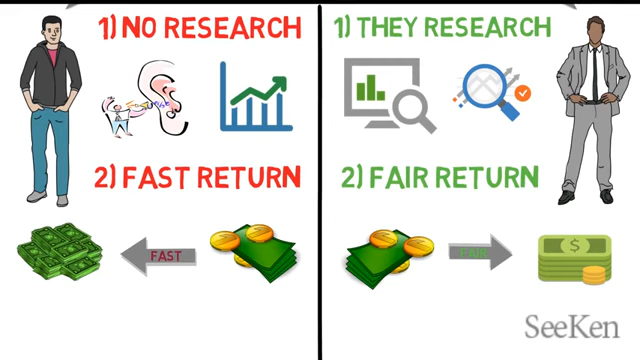 1) NO RESEARCH
2) FAST RETURN
FAST
1) THEY RESEARCH
2) FAIR RETURN
FAIR
SeeKen